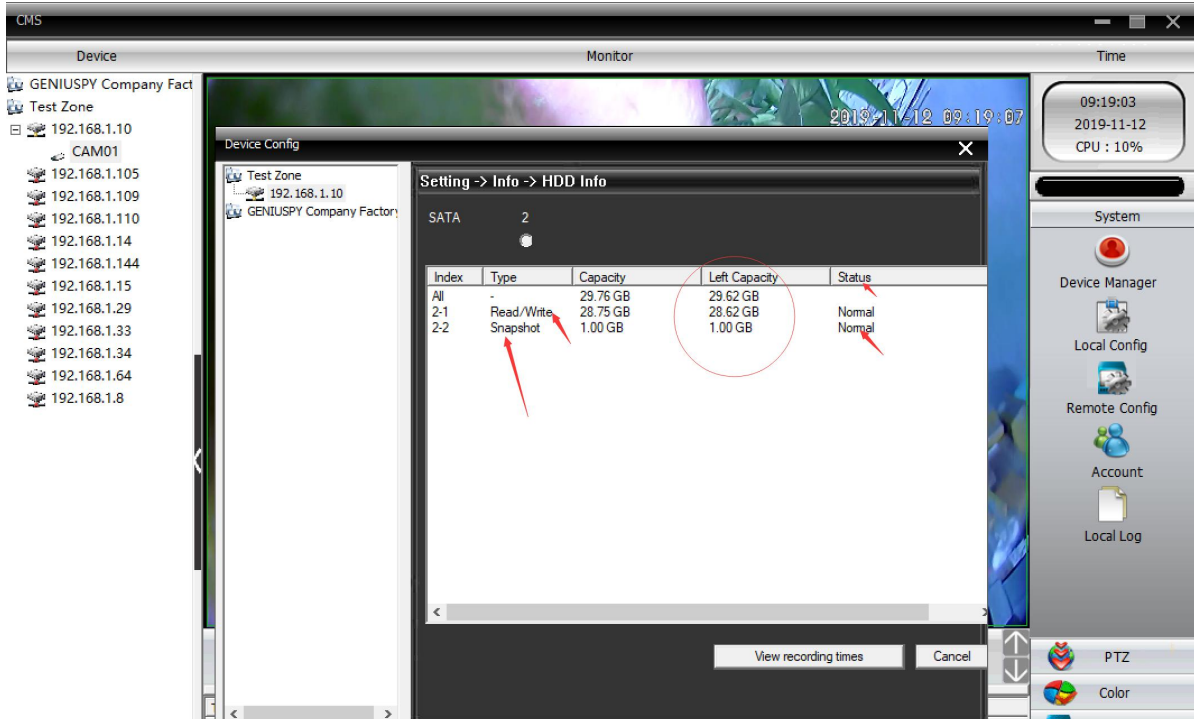 CMS
Device Monitor Time
GENIUSPY Company Fact
Test Zone
192.168.1.10
CAM01
192.168.1.105
192.168.1.109
192.168.1.110
192.168.1.14
192.168.1.144
192.168.1.15
192.168.1.29
192.168.1.33
192.168.1.34
192.168.1.64
192.168.1.8
2019-11-12 09:19:07
Device Config
Test Zone
192.168.1.10
GENIUSPY Company Factory
Setting -> Info -> HDD Info
SATA 2
Index Type Capacity Left Capacity Status
All - 29.76 GB 29.62 GB
2-1 Read/Write 28.75 GB 28.62 GB Normal
2-2 Snapshot 1.00 GB 1.00 GB Normal
View recording times Cancel
09:19:03
2019-11-12
CPU : 10%
System
Device Manager
Local Config
Remote Config
Account
Local Log
PTZ
Color